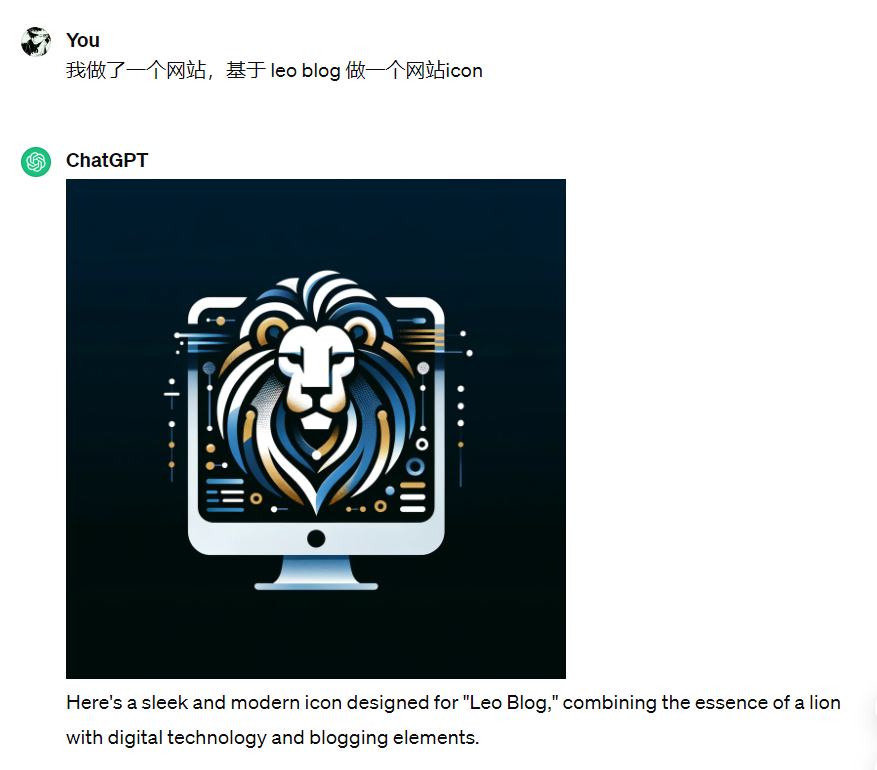 You
我做了一个网站，基于 leo blog 做一个网站icon
ChatGPT
Here's a sleek and modern icon designed for "Leo Blog," combining the essence of a lion
with digital technology and blogging elements.